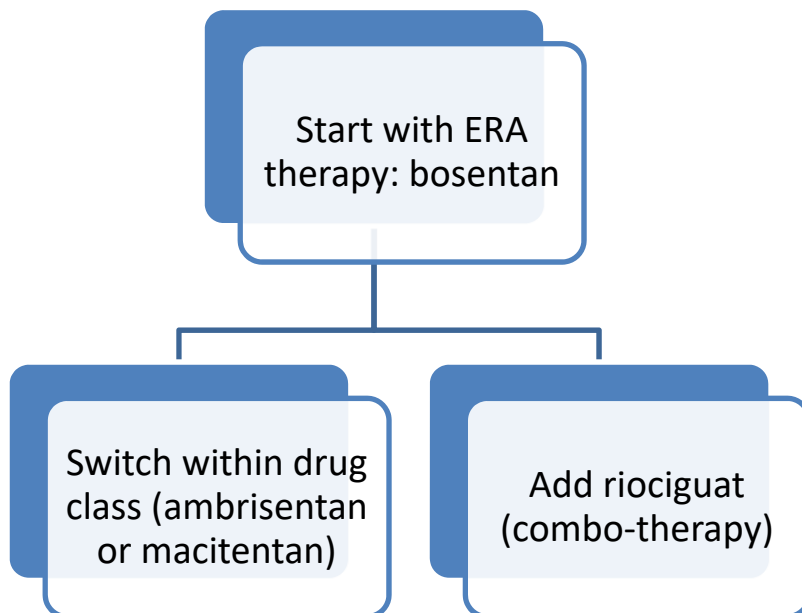 Start with ERA
therapy: bosentan
Switch within drug
class (ambrisentan
or macitentan)
Add riociguat
(combo-therapy)